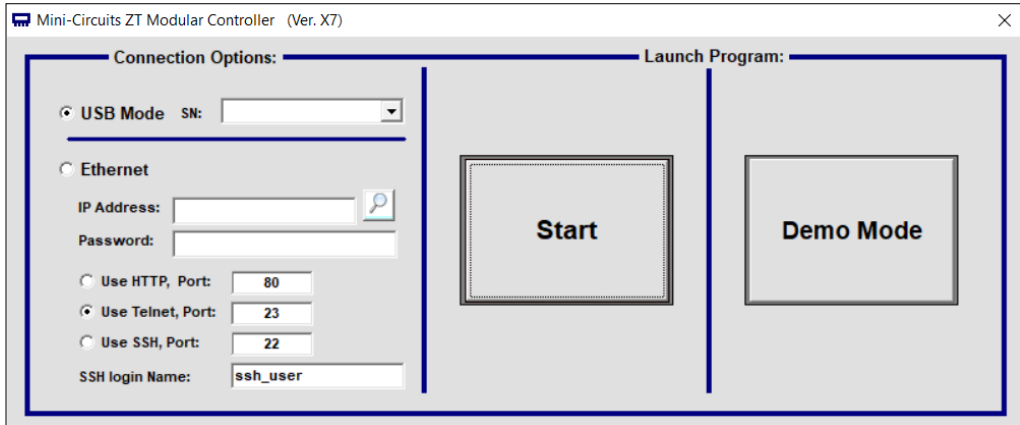 Mini-Circuits ZT Modular Controller (Ver. X7)
Connection Options:
Launch Program:
USB Mode SN:
Ethernet
IP Address:
Password:
Use HTTP, Port: 80
Use Telnet, Port: 23
Use SSH, Port: 22
SSH login Name: ssh_user
Start
Demo Mode